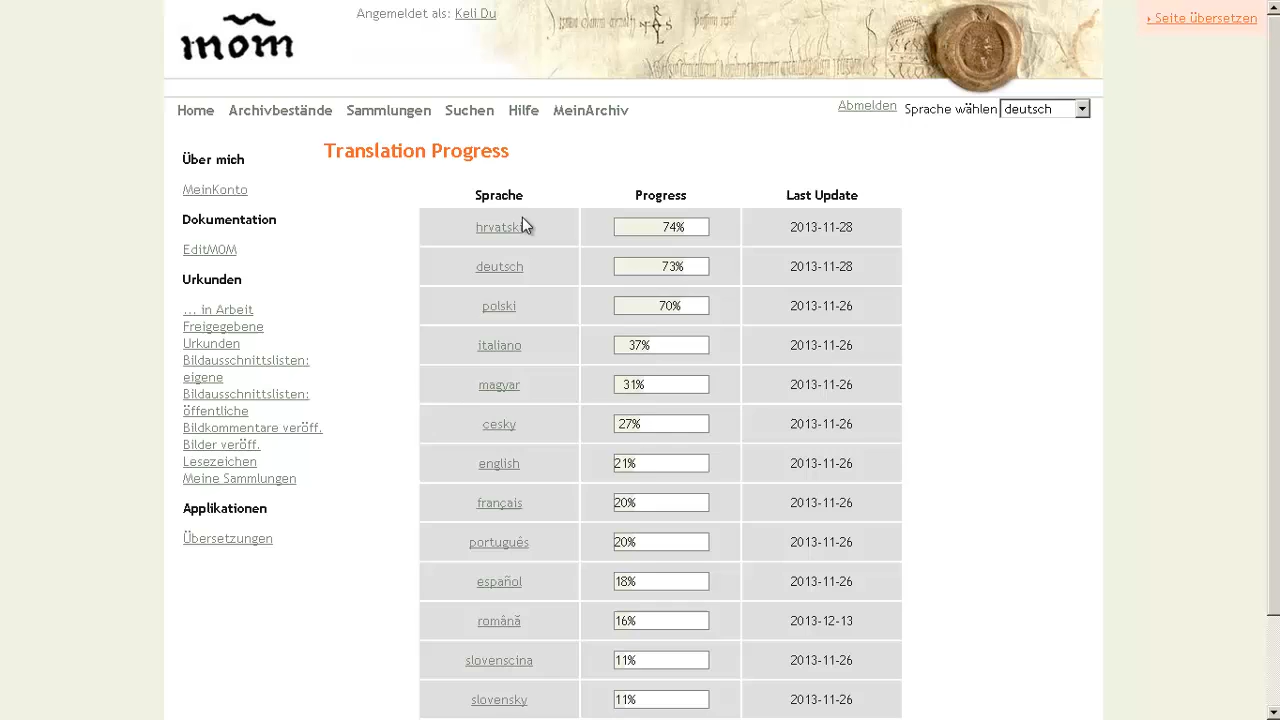 mom
Angemeldet als: Keli Du
Seite übersetzen
Home Archivbestände Sammlungen Suchen Hilfe MeinArchiv
Abmelden Sprache wählen deutsch
Über mich
MeinKonto
Dokumentation
EditMOM
Urkunden
... in Arbeit
Freigegebene
Urkunden
Bildausschnittslisten:
eigene
Bildausschnittslisten:
öffentliche
Bildkommentare veröff.
Bilder veröff.
Lesezeichen
Meine Sammlungen
Applikationen
Übersetzungen
Translation Progress
Sprache Progress Last Update
hrvatski 74% 2013-11-28
deutsch 73% 2013-11-28
polski 70% 2013-11-26
italiano 37% 2013-11-26
magyar 31% 2013-11-26
cesky 27% 2013-11-26
english 21% 2013-11-26
français 20% 2013-11-26
português 20% 2013-11-26
español 18% 2013-11-26
română 16% 2013-12-13
slovenscina 11% 2013-11-26
slovensky 11% 2013-11-26